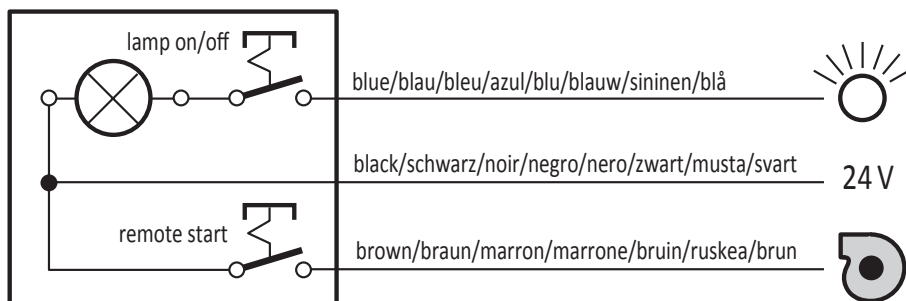 lamp on/off
blue/blau/bleu/azul/blu/blauw/sininen/blå
black/schwarz/noir/negro/nero/zwart/musta/svart
24 V
remote start
brown/braun/marron/marrone/bruin/ruskea/brun